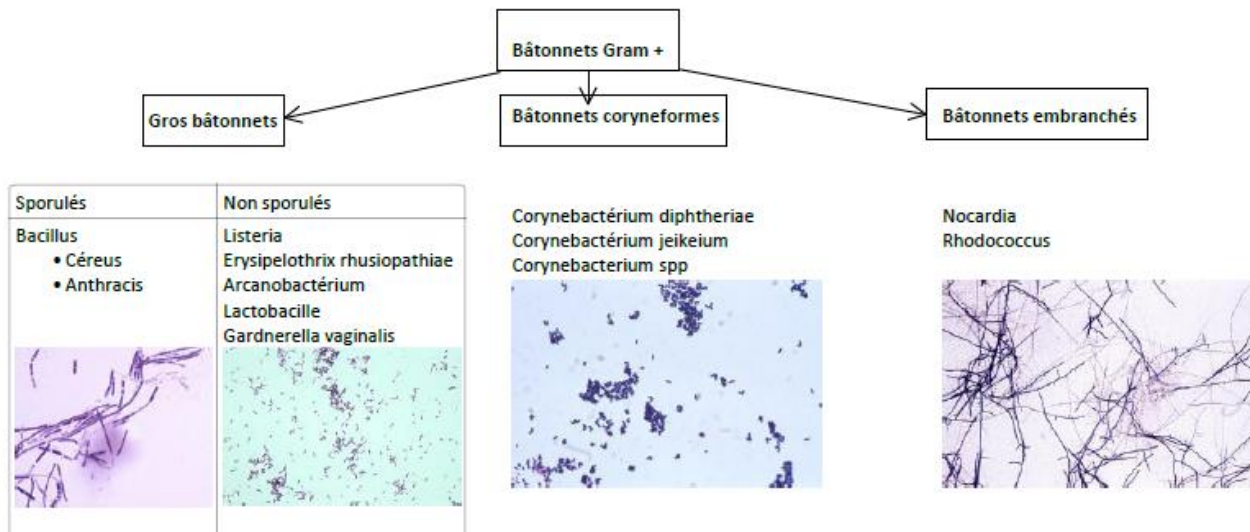 Bâtonnets Gram +
Gros bâtonnets
Bâtonnets coryneformes
Bâtonnets embranchés
Sporulés
Bacillus
• Céreus
• Anthracis
Non sporulés
Listeria
Erysipelothrix rhusiopathiae
Arcanobactérium
Lactobacille
Gardnerella vaginalis
Corynebactérium diphtheriae
Corynebactérium jeikeium
Corynebacterium spp
Nocardia
Rhodococcus